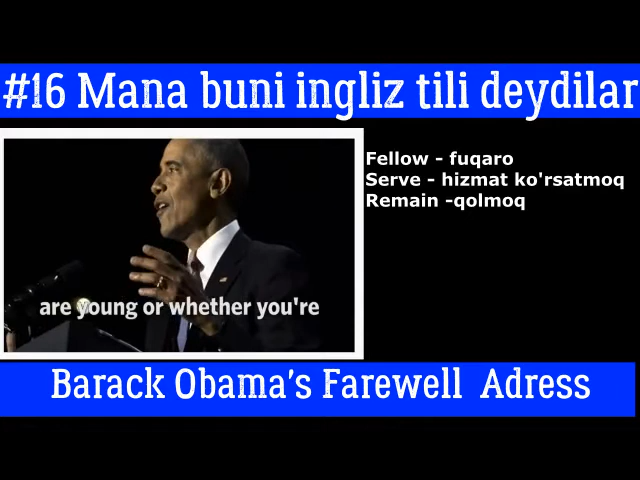 #16 Mana buni ingliz tili deydilar
Fellow - fuqaro
Serve - hizmat ko'rsatmoq
Remain -qolmoq
are young or whether you're
Barack Obama's Farewell Adress